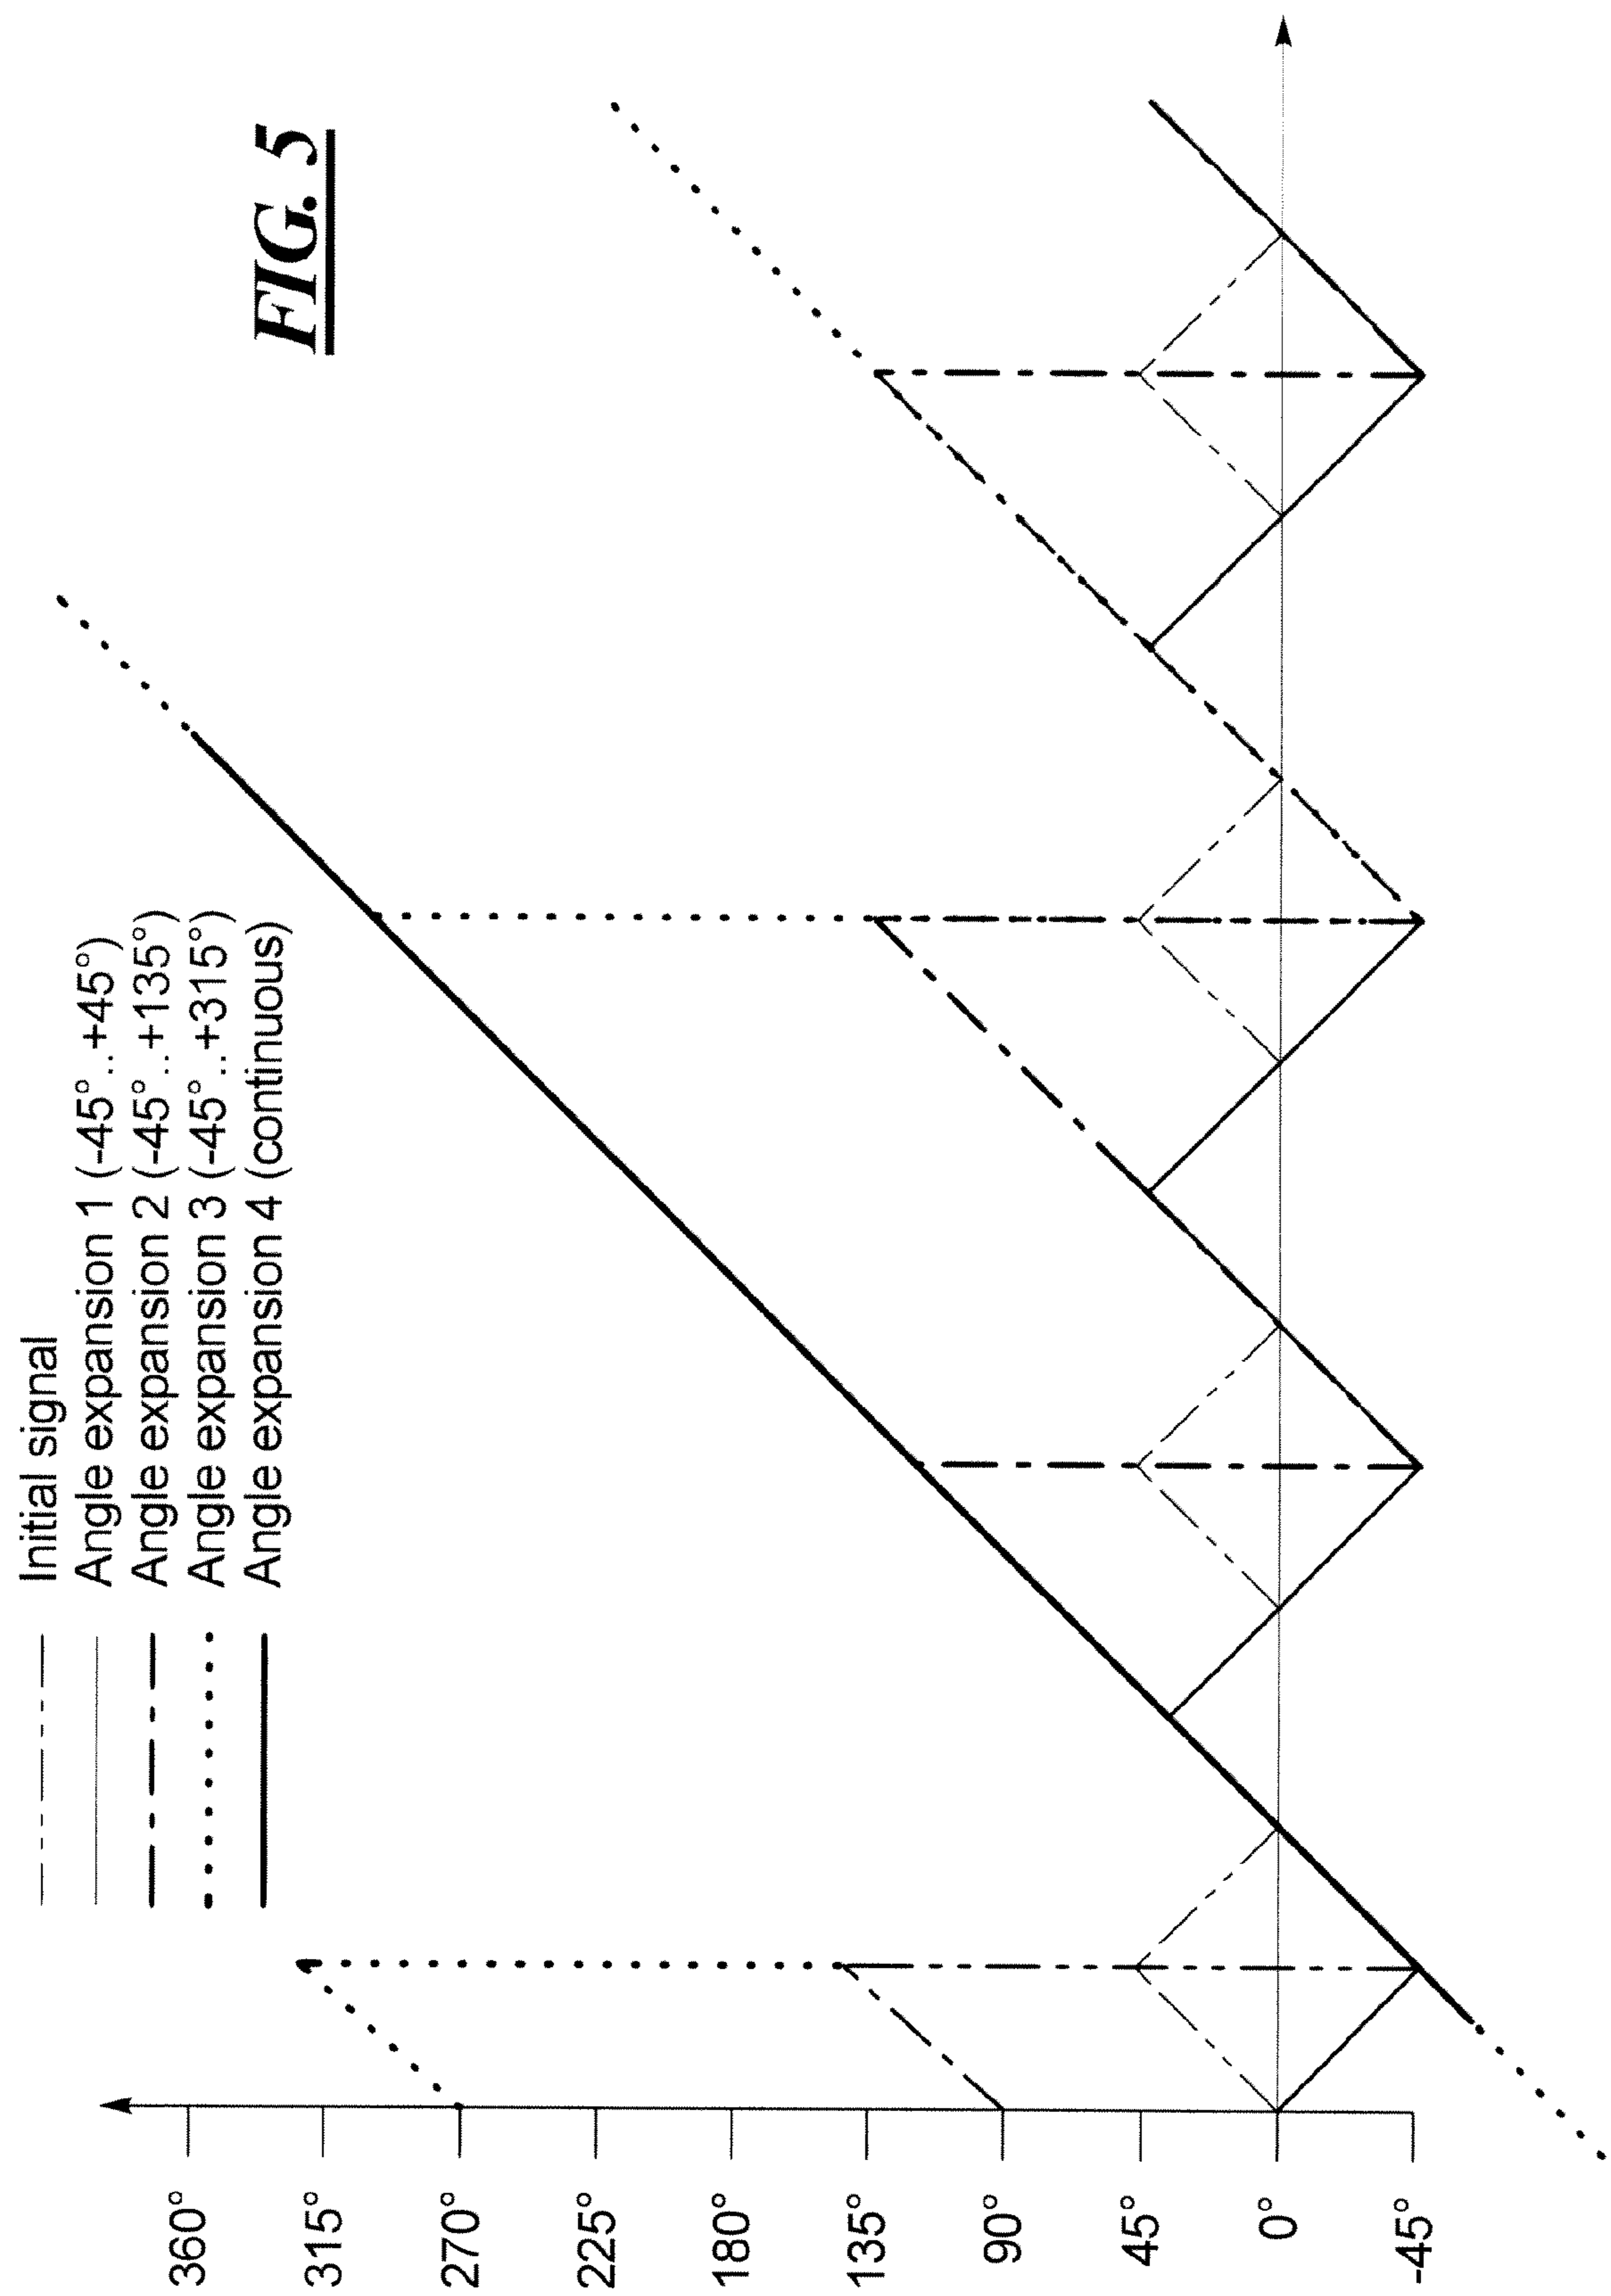 Initial signal
Angle expansion 1 (-45°..+45°)
Angle expansion 2 (-45°..+135°)
Angle expansion 3 (-45°..+315°)
Angle expansion 4 (continuous)
FIG. 5
360°
315°
270°
225°
180°
135°
90°
45°
0°
-45°